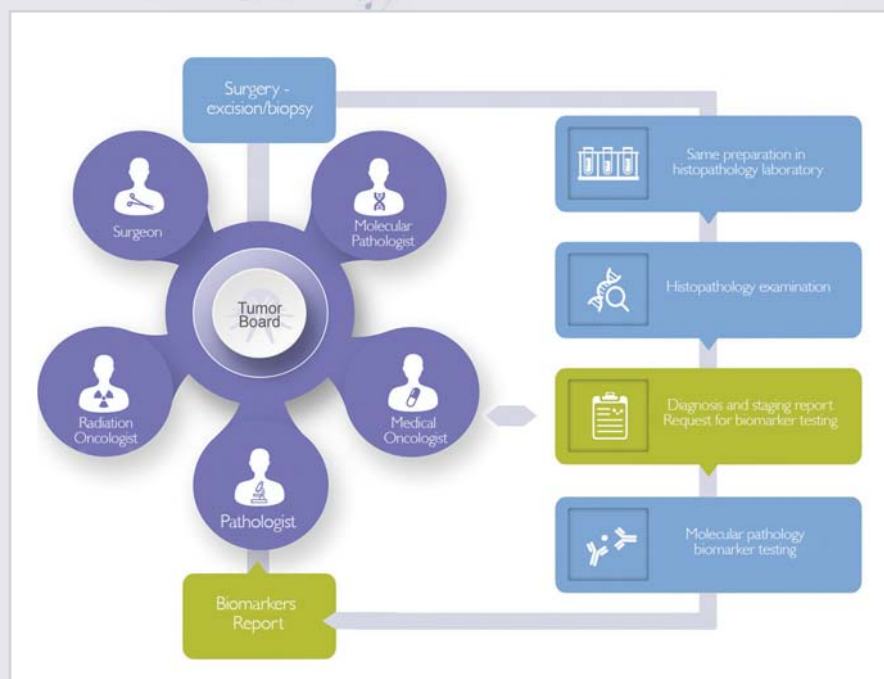 Surgery -
excision/biopsy
Surgeon
Molecular
Pathologist
Tumor
Board
Radiation
Oncologist
Medical
Oncologist
Pathologist
Biomarkers
Report
Same preparation in
histopathology laboratory
Histopathology examination
Diagnosis and staging report
Request for biomarker testing
Molecular pathology
biomarker testing